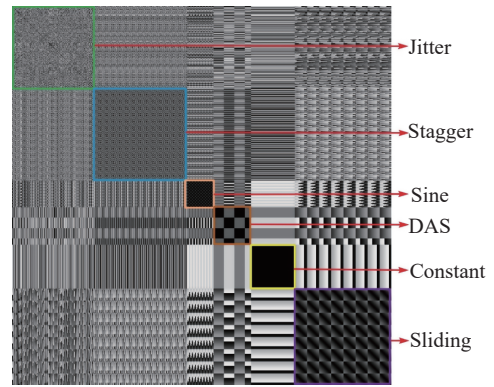 Jitter
Stagger
Sine
DAS
Constant
Sliding